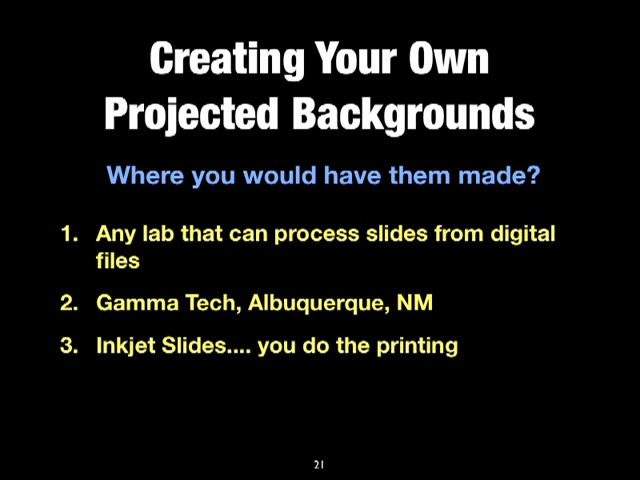 Creating Your Own
Projected Backgrounds
Where you would have them made?
1. Any lab that can process slides from digital
files
2. Gamma Tech, Albuquerque, NM
3. Inkjet Slides.... you do the printing
21